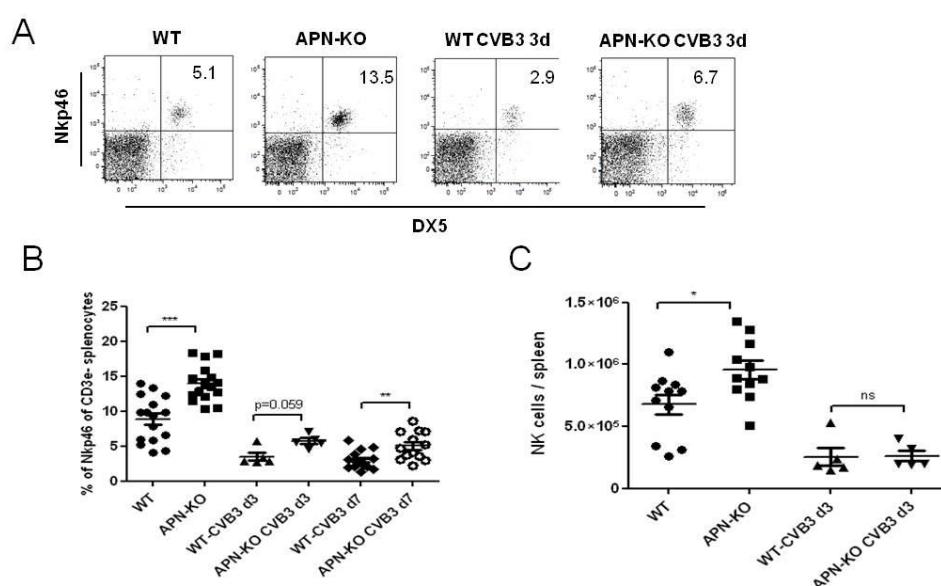 A
WT
APN-KO
WT CVB3 3d
APN-KO CVB3 3d
Nkp46
5.1
13.5
2.9
6.7
DX5
B
% of Nkp46 of CD3e- splenocytes
25
20
15
10
5
0
***
p=0.059
**
WT
APN-KO
WT-CVB3 d3
APN-KO CVB3 d3
WT-CVB3 d7
APN-KO CVB3 d7
C
NK cells / spleen
1.5×10⁶
1.0×10⁶
5.0×10⁵
0
*
ns
WT
APN-KO
WT-CVB3 d3
APN-KO CVB3 d3